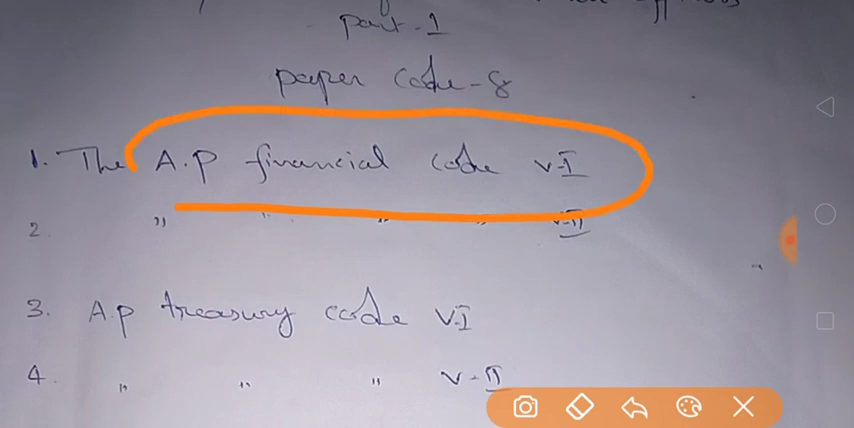 part-1
paper code-8
1. The A.P financial code V-I
2. " " " " V-II
3. A.P treasury code V-I
4. " " " V-II